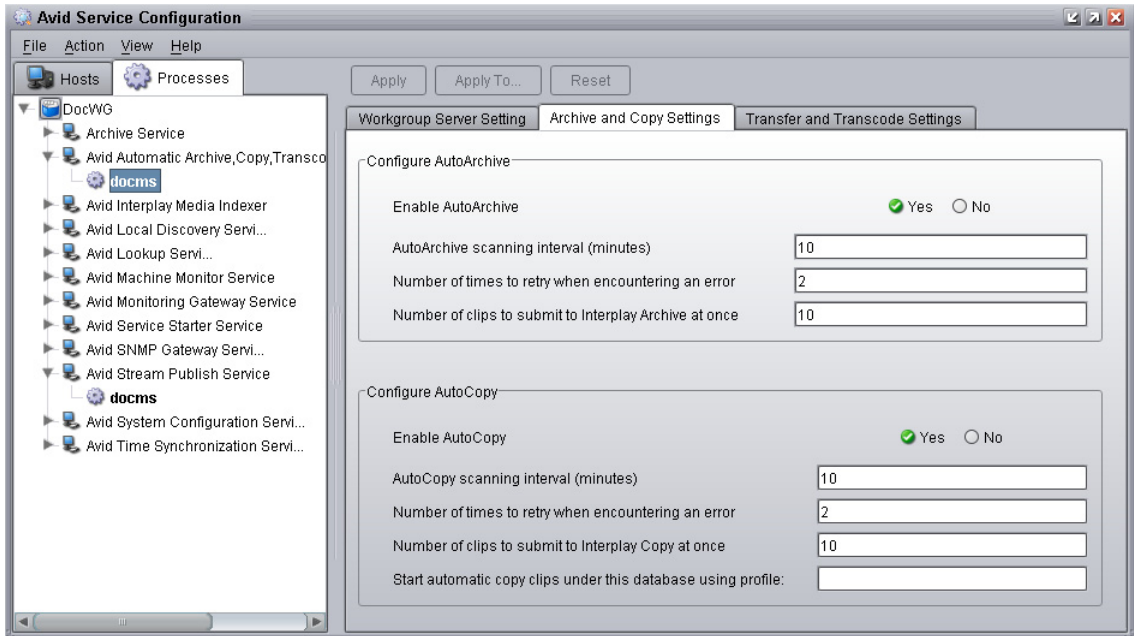 Avid Service Configuration
File Action View Help
Hosts Processes
Apply Apply To... Reset
DocWG
Archive Service
Avid Automatic Archive,Copy,Transco
docms
Avid Interplay Media Indexer
Avid Local Discovery Servi...
Avid Lookup Servi...
Avid Machine Monitor Service
Avid Monitoring Gateway Service
Avid Service Starter Service
Avid SNMP Gateway Servi...
Avid Stream Publish Service
docms
Avid System Configuration Servi...
Avid Time Synchronization Servi...
Workgroup Server Setting Archive and Copy Settings Transfer and Transcode Settings
Configure AutoArchive
Enable AutoArchive Yes No
AutoArchive scanning interval (minutes) 10
Number of times to retry when encountering an error 2
Number of clips to submit to Interplay Archive at once 10
Configure AutoCopy
Enable AutoCopy Yes No
AutoCopy scanning interval (minutes) 10
Number of times to retry when encountering an error 2
Number of clips to submit to Interplay Copy at once 10
Start automatic copy clips under this database using profile: